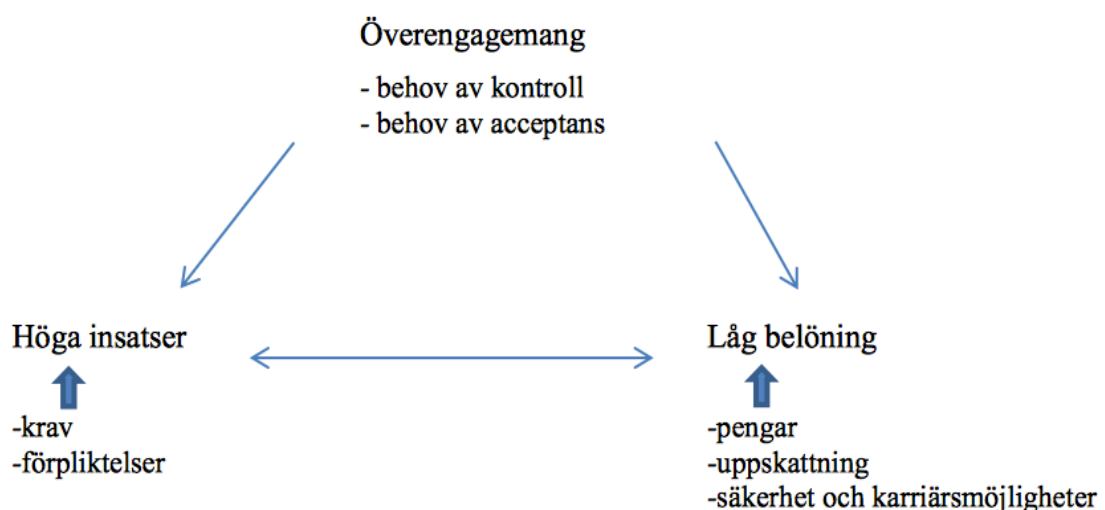 Överengagemang
- behov av kontroll
- behov av acceptans
Höga insatser
-krav
-förpliktelser
Låg belöning
-pengar
-uppskattning
-säkerhet och karriärsmöjligheter